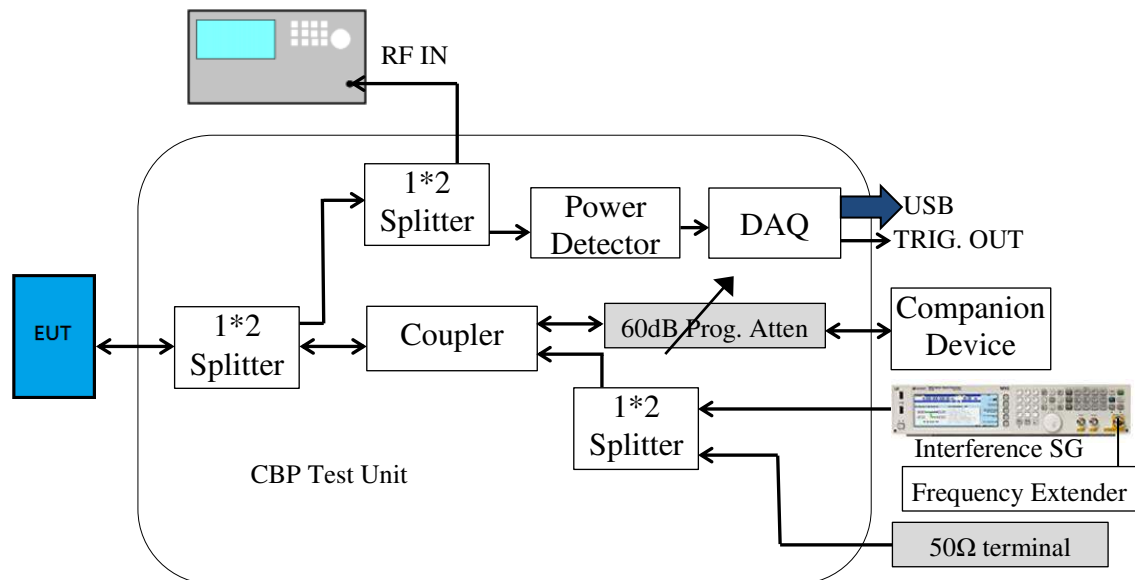 RF IN
1*2
Splitter
Power
Detector
DAQ
USB
TRIG. OUT
EUT
1*2
Splitter
Coupler
60dB Prog. Atten
Companion
Device
1*2
Splitter
Interference SG
CBP Test Unit
Frequency Extender
50Ω terminal